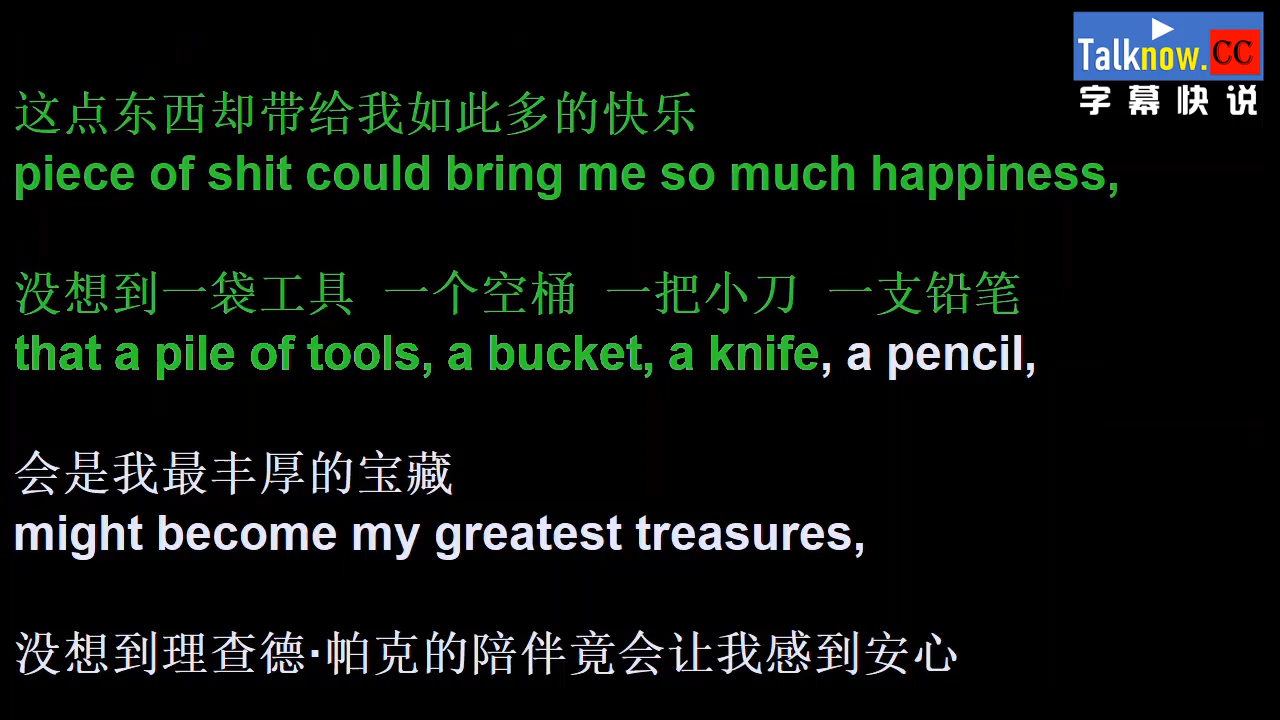 Talknow.CC
字幕快说
这点东西却带给我如此多的快乐
piece of shit could bring me so much happiness,
没想到一袋工具 一个空桶 一把小刀 一支铅笔
that a pile of tools, a bucket, a knife, a pencil,
会是我最丰厚的宝藏
might become my greatest treasures,
没想到理查德·帕克的陪伴竟会让我感到安心